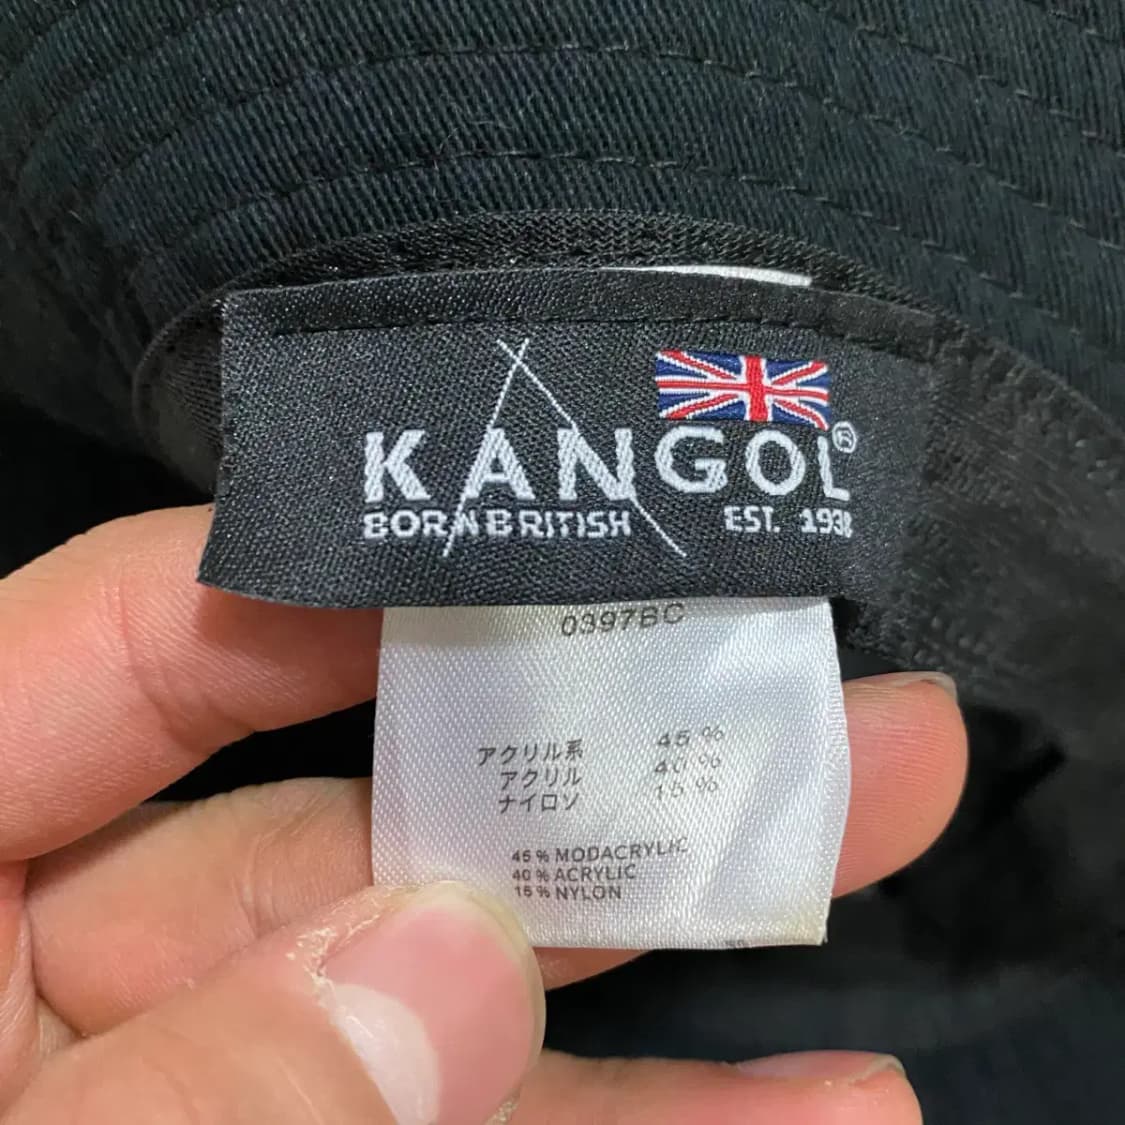 KANGOL®
BORN BRITISH EST. 1938
0397BC
アクリル系 45 %
アクリル 40 %
ナイロン 15 %
45 % MODACRYLIC
40 % ACRYLIC
15 % NYLON